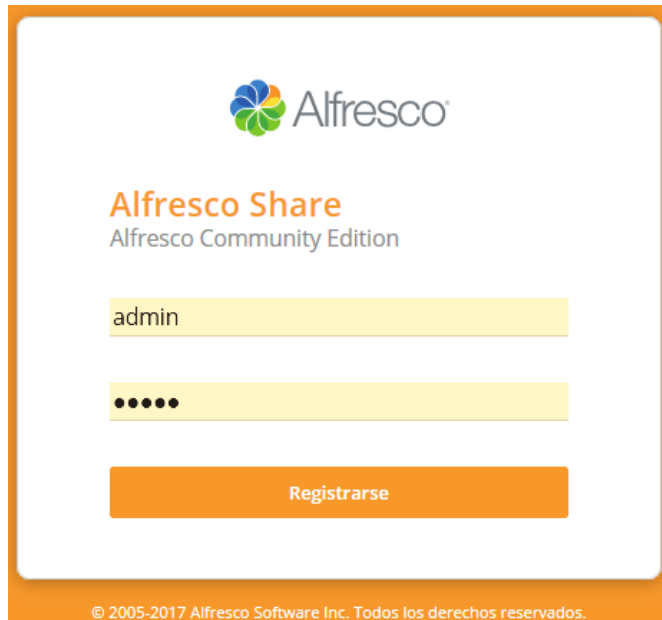 Alfresco
Alfresco Share
Alfresco Community Edition
admin
•••••
Registrarse
© 2005-2017 Alfresco Software Inc. Todos los derechos reservados.